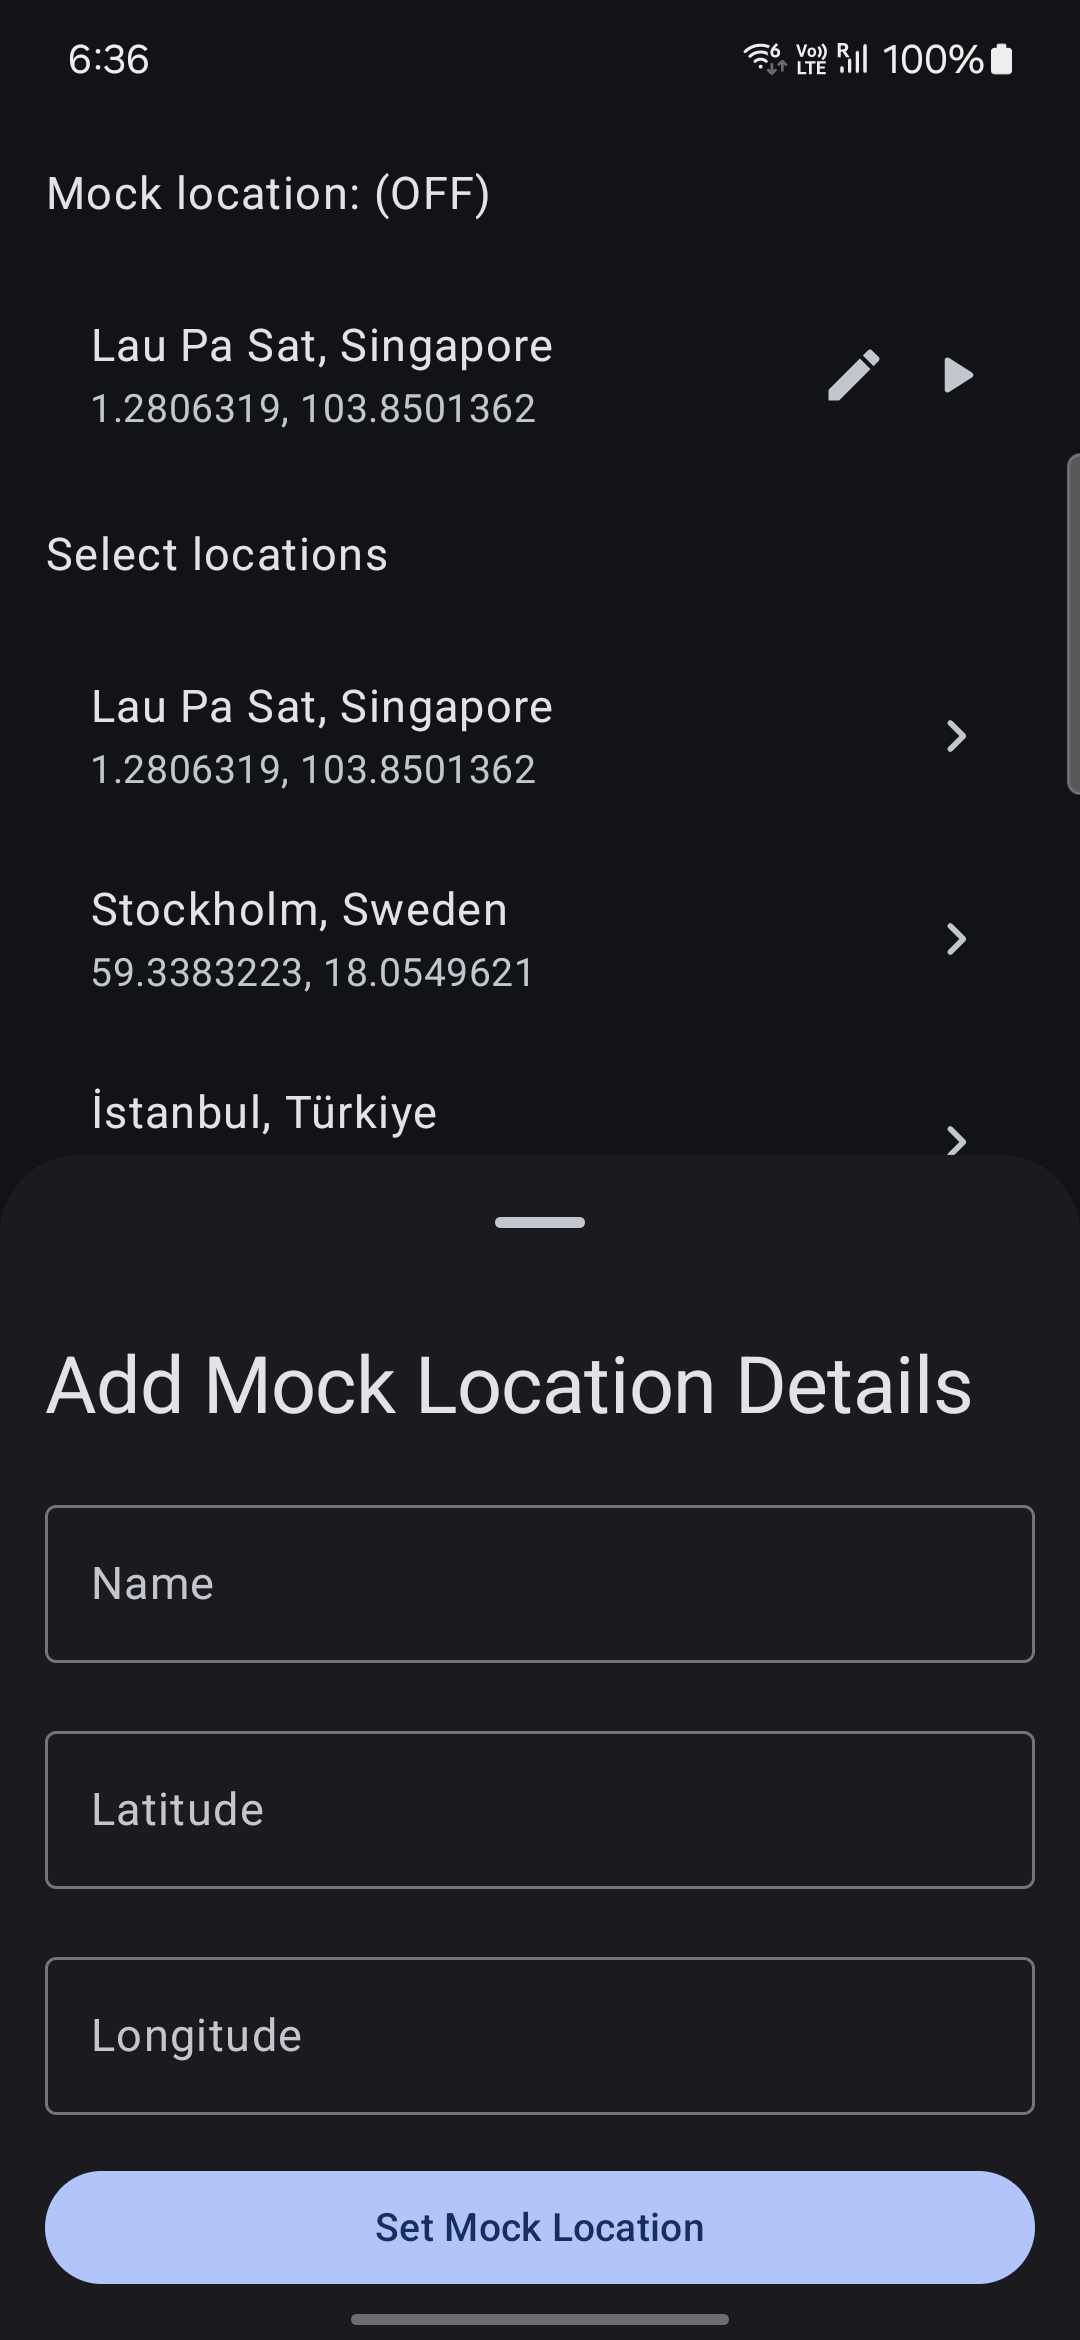 6:36
6 Vo)) LTE R 100%
Mock location: (OFF)
Lau Pa Sat, Singapore
1.2806319, 103.8501362
Select locations
Lau Pa Sat, Singapore
1.2806319, 103.8501362
Stockholm, Sweden
59.3383223, 18.0549621
İstanbul, Türkiye
Add Mock Location Details
Name
Latitude
Longitude
Set Mock Location